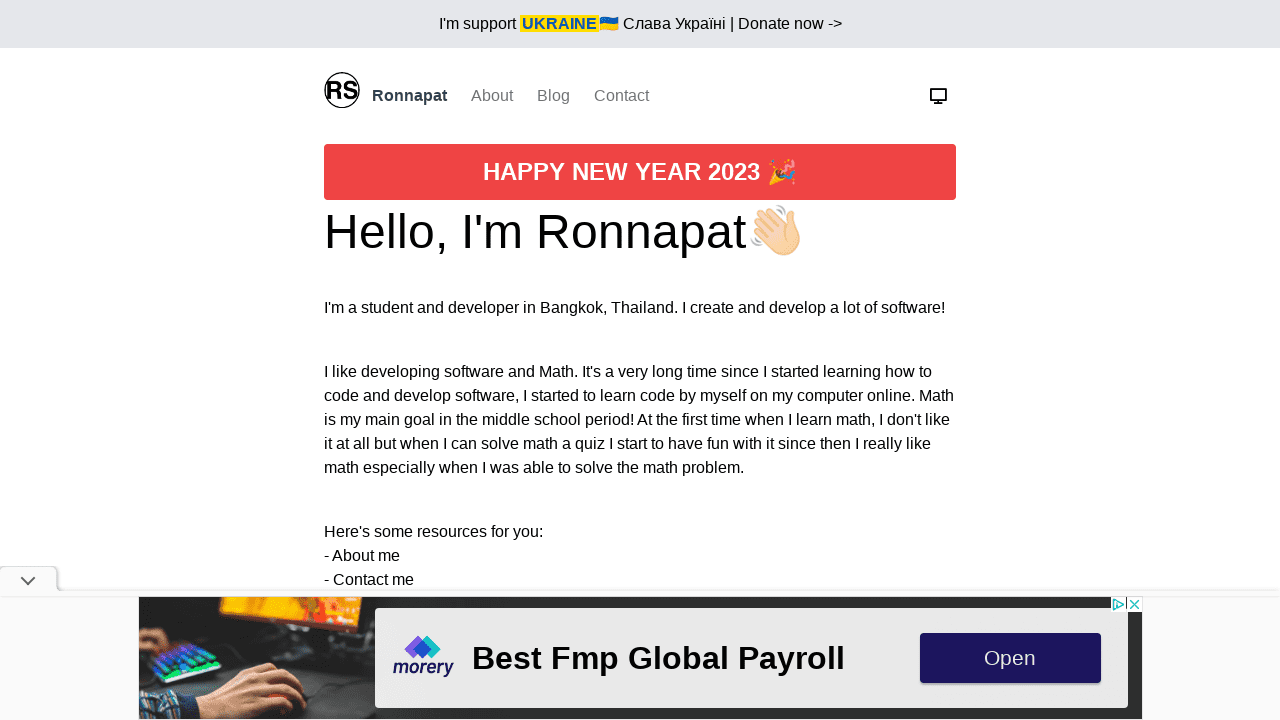 I'm support UKRAINE 🇺🇦 Слава Україні | Donate now ->
RS Ronnapat About Blog Contact
HAPPY NEW YEAR 2023 🎉
Hello, I'm Ronnapat👋🏻
I'm a student and developer in Bangkok, Thailand. I create and develop a lot of software!
I like developing software and Math. It's a very long time since I started learning how to
code and develop software, I started to learn code by myself on my computer online. Math
is my main goal in the middle school period! At the first time when I learn math, I don't like
it at all but when I can solve math a quiz I start to have fun with it since then I really like
math especially when I was able to solve the math problem.
Here's some resources for you:
- About me
- Contact me
morery Best Fmp Global Payroll Open